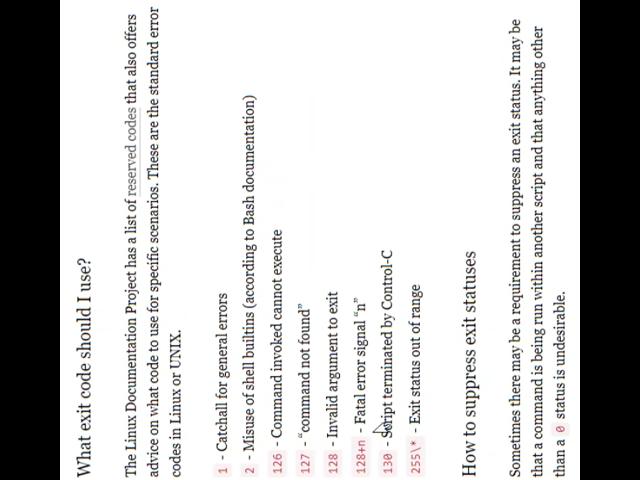 What exit code should I use?
The Linux Documentation Project has a list of reserved codes that also offers
advice on what code to use for specific scenarios. These are the standard error
codes in Linux or UNIX.
1 - Catchall for general errors
2 - Misuse of shell builtins (according to Bash documentation)
126 - Command invoked cannot execute
127 - “command not found”
128 - Invalid argument to exit
128+n - Fatal error signal “n”
130 - Script terminated by Control-C
255\* - Exit status out of range
How to suppress exit statuses
Sometimes there may be a requirement to suppress an exit status. It may be
that a command is being run within another script and that anything other
than a 0 status is undesirable.